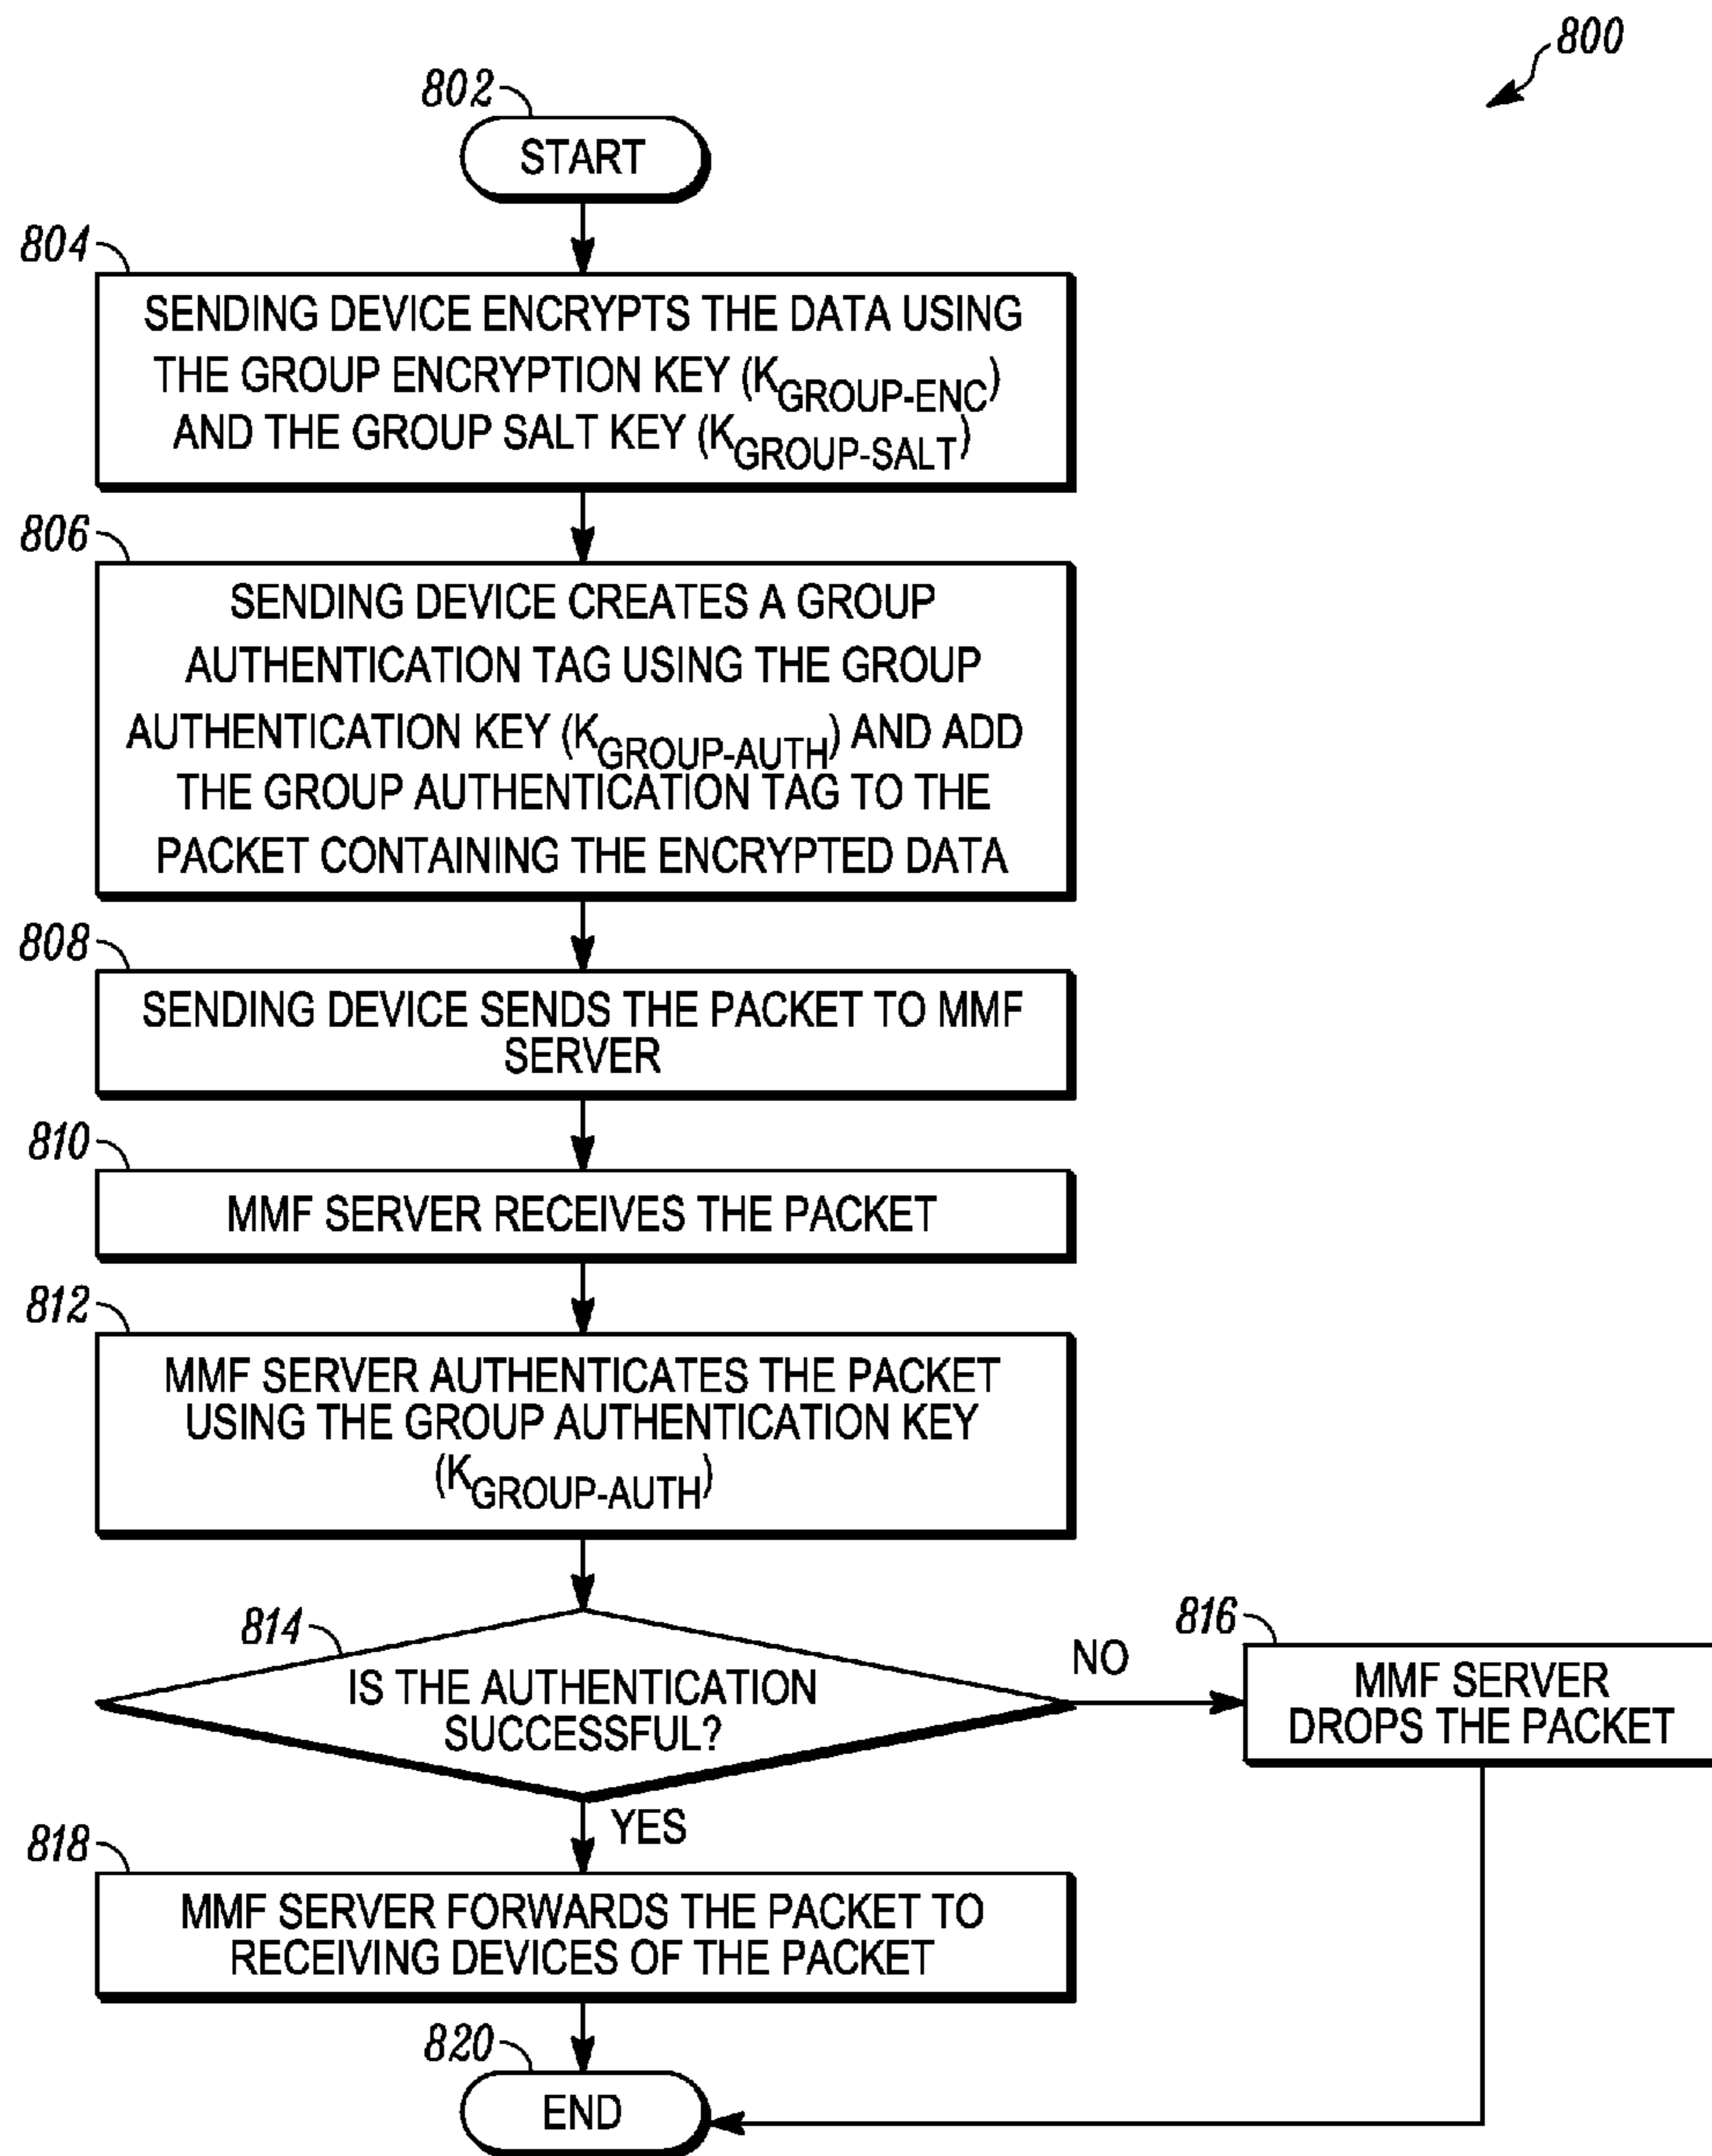 800
802
START
804
SENDING DEVICE ENCRYPTS THE DATA USING
THE GROUP ENCRYPTION KEY (KGROUP-ENC)
AND THE GROUP SALT KEY (KGROUP-SALT)
806
SENDING DEVICE CREATES A GROUP
AUTHENTICATION TAG USING THE GROUP
AUTHENTICATION KEY (KGROUP-AUTH) AND ADD
THE GROUP AUTHENTICATION TAG TO THE
PACKET CONTAINING THE ENCRYPTED DATA
808
SENDING DEVICE SENDS THE PACKET TO MMF
SERVER
810
MMF SERVER RECEIVES THE PACKET
812
MMF SERVER AUTHENTICATES THE PACKET
USING THE GROUP AUTHENTICATION KEY
(KGROUP-AUTH)
814
IS THE AUTHENTICATION
SUCCESSFUL?
NO
816
MMF SERVER
DROPS THE PACKET
YES
818
MMF SERVER FORWARDS THE PACKET TO
RECEIVING DEVICES OF THE PACKET
820
END